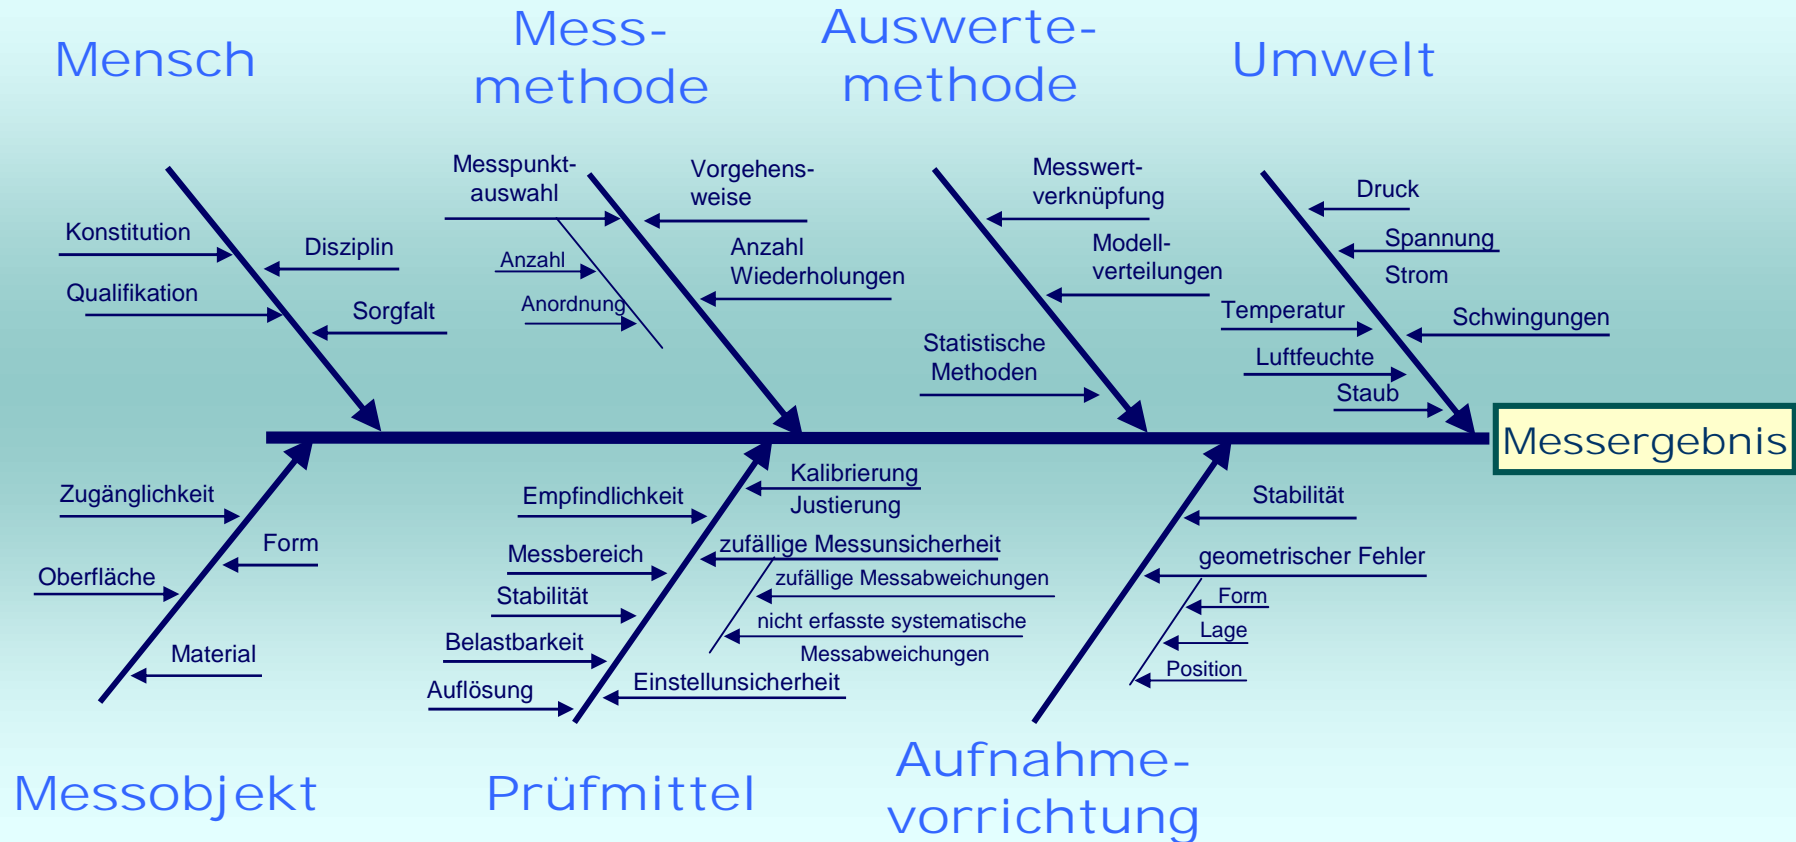 Mensch
Mess-
methode
Auswerte-
methode
Umwelt
Konstitution
Disziplin
Qualifikation
Sorgfalt
Messpunkt-
auswahl
Anzahl
Anordnung
Vorgehens-
weise
Anzahl
Wiederholungen
Messwert-
verknüpfung
Modell-
verteilungen
Statistische
Methoden
Druck
Spannung
Strom
Temperatur
Schwingungen
Luftfeuchte
Staub
Messergebnis
Zugänglichkeit
Form
Oberfläche
Material
Empfindlichkeit
Kalibrierung
Justierung
Messbereich
zufällige Messunsicherheit
zufällige Messabweichungen
Stabilität
nicht erfasste systematische
Messabweichungen
Belastbarkeit
Auflösung
Einstellunsicherheit
Stabilität
geometrischer Fehler
Form
Lage
Position
Messobjekt
Prüfmittel
Aufnahme-
vorrichtung